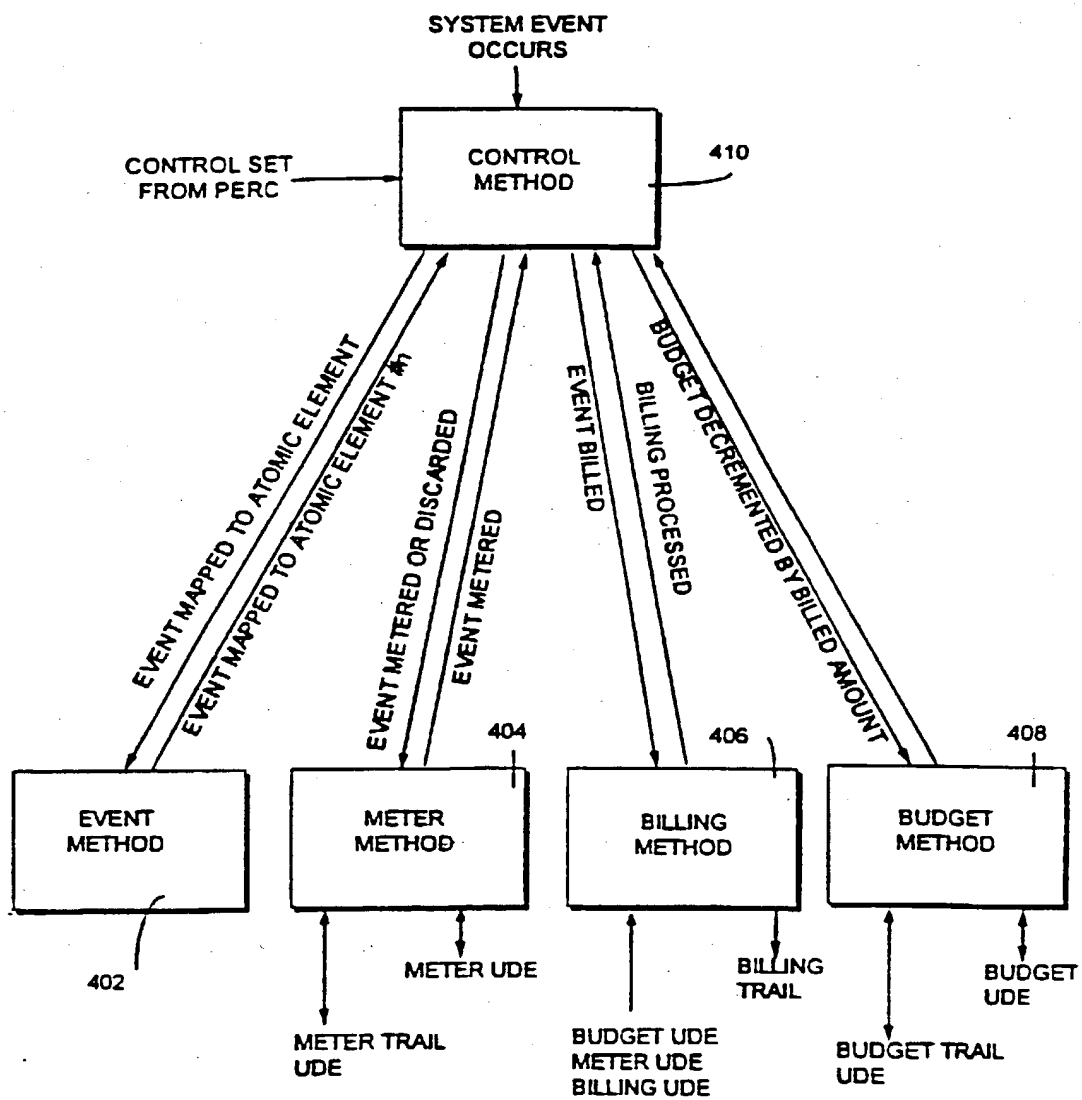 SYSTEM EVENT
OCCURS
CONTROL
METHOD
410
CONTROL SET
FROM PERC
EVENT MAPPED TO ATOMIC ELEMENT
EVENT MAPPED TO ATOMIC ELEMENT #n
EVENT METERED OR DISCARDED
EVENT METERED
EVENT BILLED
BILLING PROCESSED
BUDGET DECREMENTED BY BILLED AMOUNT
404
406
408
EVENT
METHOD
METER
METHOD
BILLING
METHOD
BUDGET
METHOD
402
METER UDE
METER TRAIL
UDE
BUDGET UDE
METER UDE
BILLING UDE
BILLING
TRAIL
BUDGET
UDE
BUDGET TRAIL
UDE